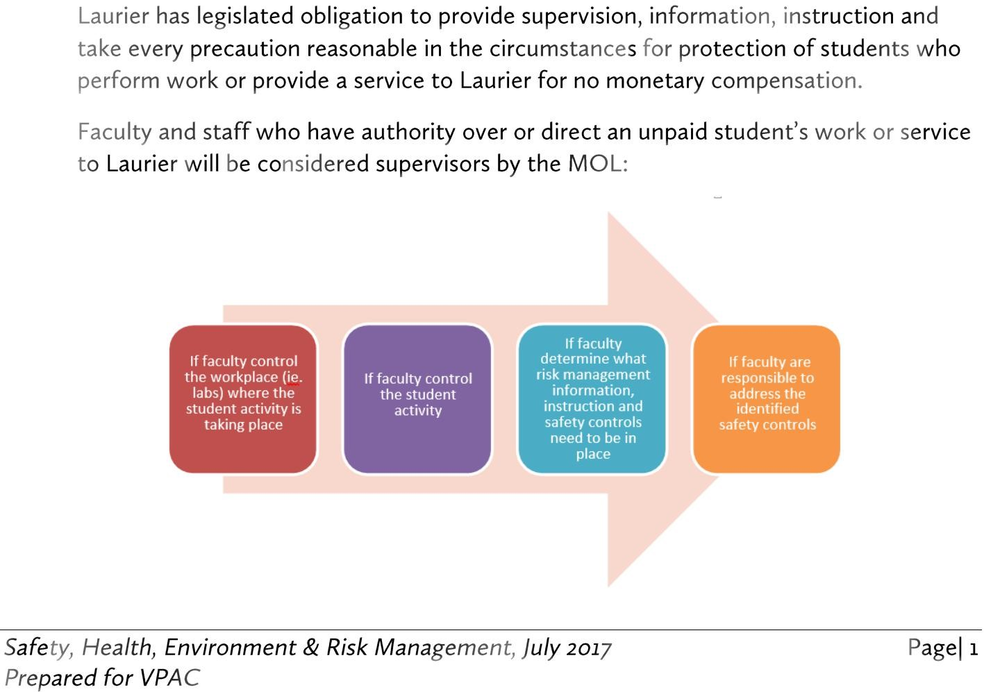 Laurier has legislated obligation to provide supervision, information, instruction and
take every precaution reasonable in the circumstances for protection of students who
perform work or provide a service to Laurier for no monetary compensation.
Faculty and staff who have authority over or direct an unpaid student’s work or service
to Laurier will be considered supervisors by the MOL:
If faculty control
the workplace (ie.
labs) where the
student activity is
taking place
If faculty control
the student
activity
If faculty
determine what
risk management
information,
instruction and
safety controls
need to be in
place
If faculty are
responsible to
address the
identified
safety controls
Safety, Health, Environment & Risk Management, July 2017 Page| 1
Prepared for VPAC